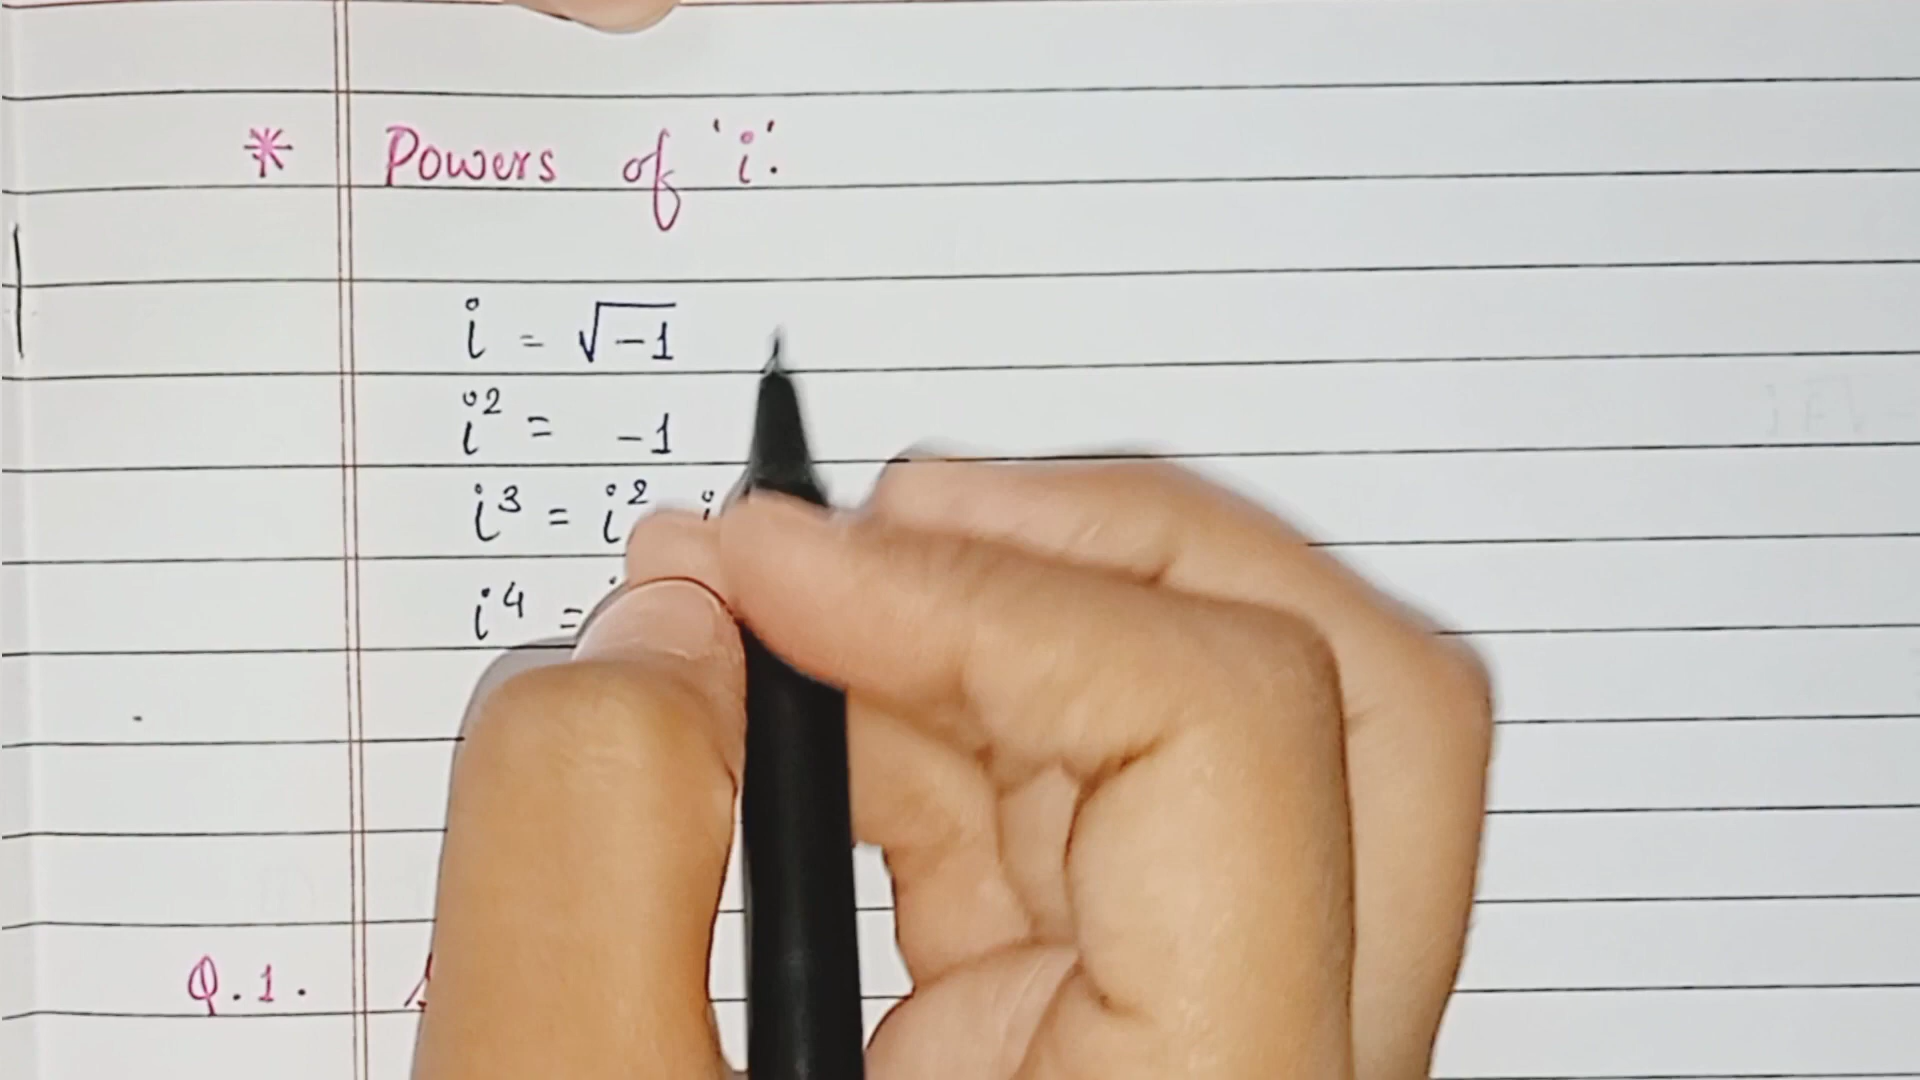 * Powers of 'i'.
i = √-1
i² = -1
i³ = i² i
i⁴ =
Q.1.